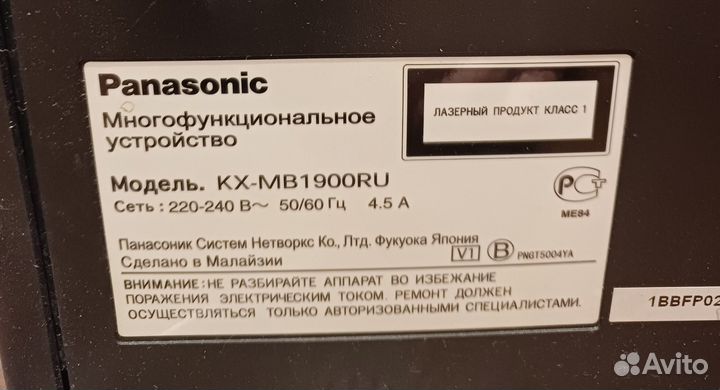 Panasonic
Многофункциональное
устройство
ЛАЗЕРНЫЙ ПРОДУКТ КЛАСС 1
Модель. KX-MB1900RU
Сеть : 220-240 В~ 50/60 Гц 4.5 А
РСТ
ME84
Панасоник Систем Нетворкс Ко., Лтд. Фукуока Япония
Сделано в Малайзии
V1 B PNGT5004YA
ВНИМАНИЕ: НЕ РАЗБИРАЙТЕ АППАРАТ ВО ИЗБЕЖАНИЕ
ПОРАЖЕНИЯ ЭЛЕКТРИЧЕСКИМ ТОКОМ. РЕМОНТ ДОЛЖЕН
ОСУЩЕСТВЛЯТЬСЯ ТОЛЬКО АВТОРИЗОВАННЫМИ СПЕЦИАЛИСТАМИ.
1BBFP02
Avito